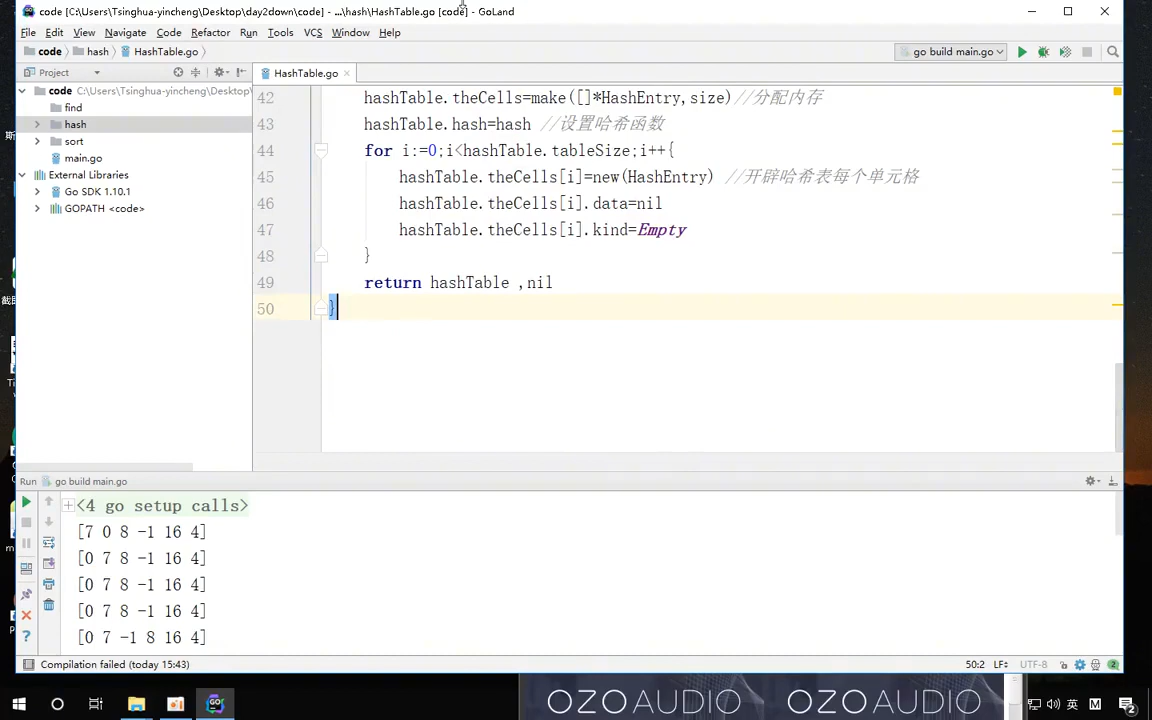 code [C:\Users\Tsinghua-yincheng\Desktop\day2down\code] - ...\hash\HashTable.go [code] - GoLand
File Edit View Navigate Code Refactor Run Tools VCS Window Help
code hash HashTable.go go build main.go
Project HashTable.go
code C:\Users\Tsinghua-yincheng\Desktop\
find
hash
sort
main.go
External Libraries
Go SDK 1.10.1
GOPATH <code>
42 hashTable.theCells=make([]*HashEntry,size)//分配内存
43 hashTable.hash=hash //设置哈希函数
44 for i:=0;i<hashTable.tableSize;i++{
45 hashTable.theCells[i]=new(HashEntry) //开辟哈希表每个单元格
46 hashTable.theCells[i].data=nil
47 hashTable.theCells[i].kind=Empty
48 }
49 return hashTable ,nil
50 }
Run go build main.go
<4 go setup calls>
[7 0 8 -1 16 4]
[0 7 8 -1 16 4]
[0 7 8 -1 16 4]
[0 7 8 -1 16 4]
[0 7 -1 8 16 4]
Compilation failed (today 15:43) 50:2 LF÷ UTF-8 2
OZO AUDIO OZO AUDIO
英 M 2